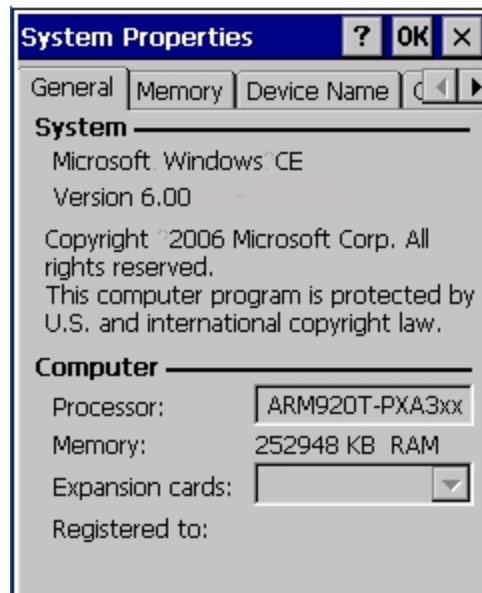 System Properties ? OK ×
General Memory Device Name
System
Microsoft Windows CE
Version 6.00
Copyright 2006 Microsoft Corp. All
rights reserved.
This computer program is protected by
U.S. and international copyright law.
Computer
Processor: ARM920T-PXA3xx
Memory: 252948 KB RAM
Expansion cards:
Registered to: